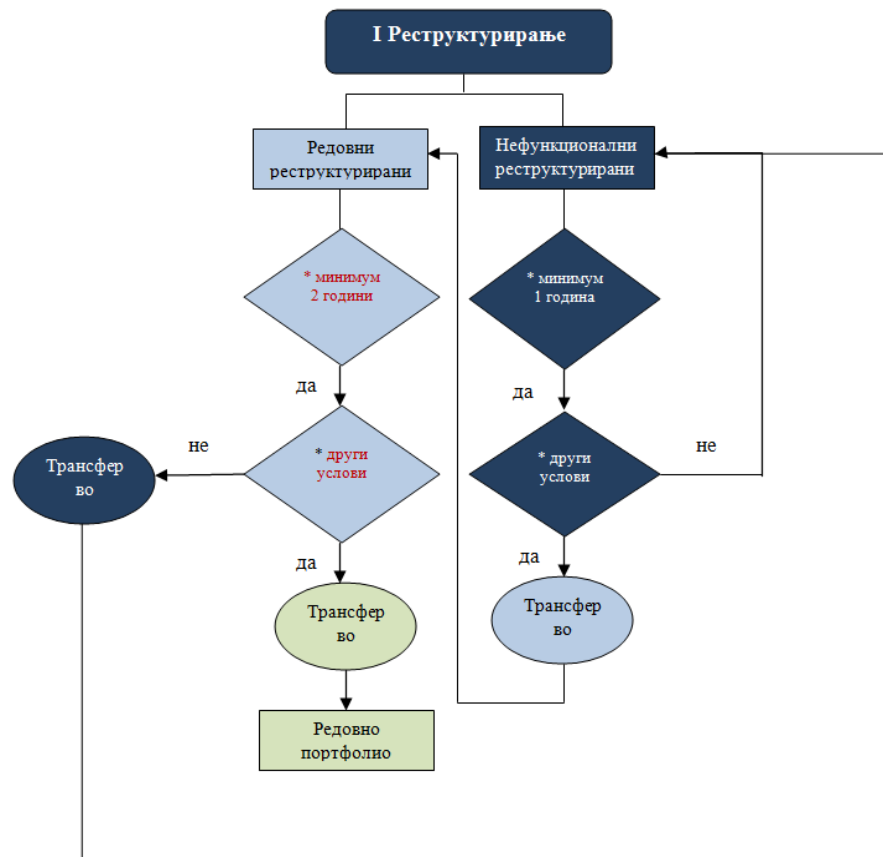 I Реструктурирање
Редовни
реструктурирани
Нефункционални
реструктурирани
* минимум
2 години
* минимум
1 година
да
да
* други
услови
не
* други
услови
не
Трансфер
во
да
да
Трансфер
во
Трансфер
во
Редовно
портфолио